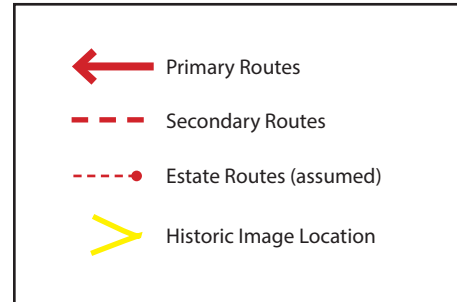 Primary Routes
Secondary Routes
Estate Routes (assumed)
Historic Image Location